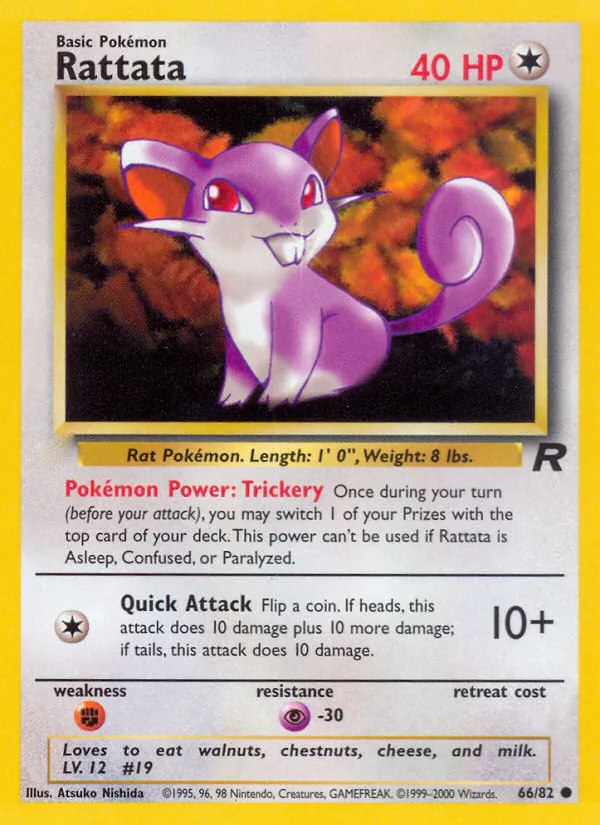 Basic Pokémon
Rattata
40 HP
Rat Pokémon. Length: 1' 0", Weight: 8 lbs.
R
Pokémon Power: Trickery Once during your turn
(before your attack), you may switch 1 of your Prizes with the
top card of your deck. This power can't be used if Rattata is
Asleep, Confused, or Paralyzed.
Quick Attack Flip a coin. If heads, this
attack does 10 damage plus 10 more damage;
if tails, this attack does 10 damage.
10+
weakness resistance retreat cost
-30
Loves to eat walnuts, chestnuts, cheese, and milk.
LV. 12 #19
Illus. Atsuko Nishida ©1995, 96, 98 Nintendo, Creatures, GAMEFREAK. ©1999-2000 Wizards. 66/82